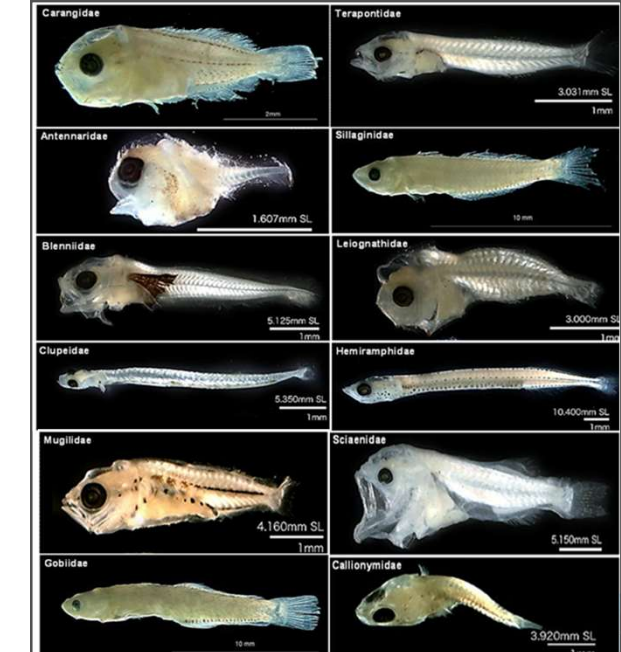 Carangidae
2mm
Terapontidae
3.031mm SL
1mm
Antennaridae
1.607mm SL
Sillaginidae
10 mm
Blenniidae
5.125mm SL
1mm
Leiognathidae
3.000mm SL
Clupeidae
5.350mm SL
1mm
Hemiramphidae
10.400mm SL
1mm
Mugilidae
4.160mm SL
1mm
Sciaenidae
5.150mm SL
Gobiidae
10 mm
Callionymidae
3.920mm SL